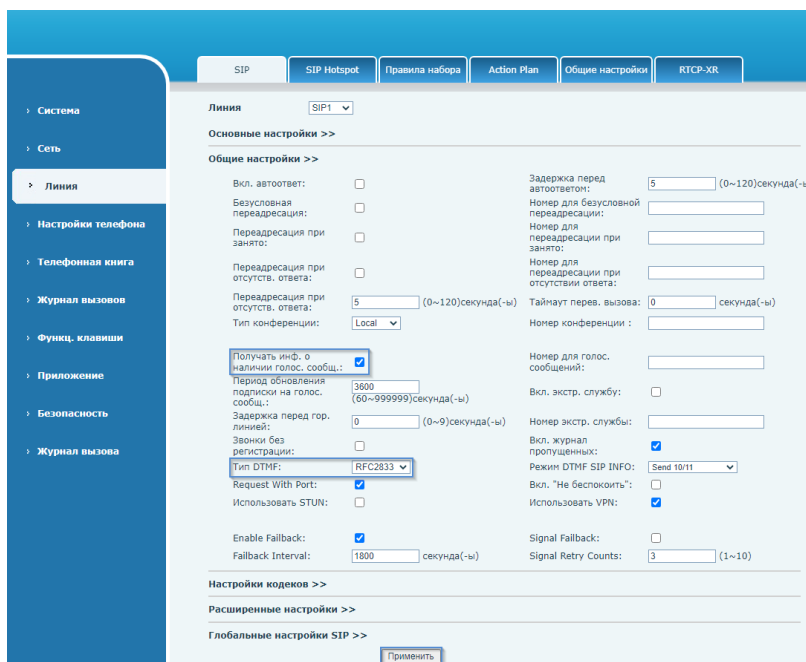 SIP SIP Hotspot Правила набора Action Plan Общие настройки RTCP-XR
› Система
› Сеть
› Линия
› Настройки телефона
› Телефонная книга
› Журнал вызовов
› Функц. клавиши
› Приложение
› Безопасность
› Журнал вызова
Линия SIP1
Основные настройки >>
Общие настройки >>
Вкл. автоответ:
Задержка перед
автоответом:
5 (0~120)секунда(-ы
Безусловная
переадресация:
Номер для безусловной
переадресации:
Переадресация при
занято:
Номер для
переадресации при
занято:
Переадресация при
отсутств. ответа:
Номер для
переадресации при
отсутствии ответа:
Переадресация при
отсутств. ответа:
5 (0~120)секунда(-ы)
Таймаут перев. вызова: 0 секунда(-ы)
Тип конференции: Local
Номер конференции :
Получать инф. о
наличии голос. сообщ.:
Номер для голос.
сообщений:
Период обновления
подписки на голос.
сообщ.:
3600
(60~999999)секунда(-ы)
Вкл. экстр. службу:
Задержка перед гор.
линией:
0 (0~9)секунда(-ы)
Номер экстр. службы:
Звонки без
регистрации:
Вкл. журнал
пропущенных:
Тип DTMF: RFC2833
Режим DTMF SIP INFO: Send 10/11
Request With Port:
Вкл. "Не беспокоить":
Использовать STUN:
Использовать VPN:
Enable Failback:
Signal Failback:
Failback Interval: 1800 секунда(-ы)
Signal Retry Counts: 3 (1~10)
Настройки кодеков >>
Расширенные настройки >>
Глобальные настройки SIP >>
Применить